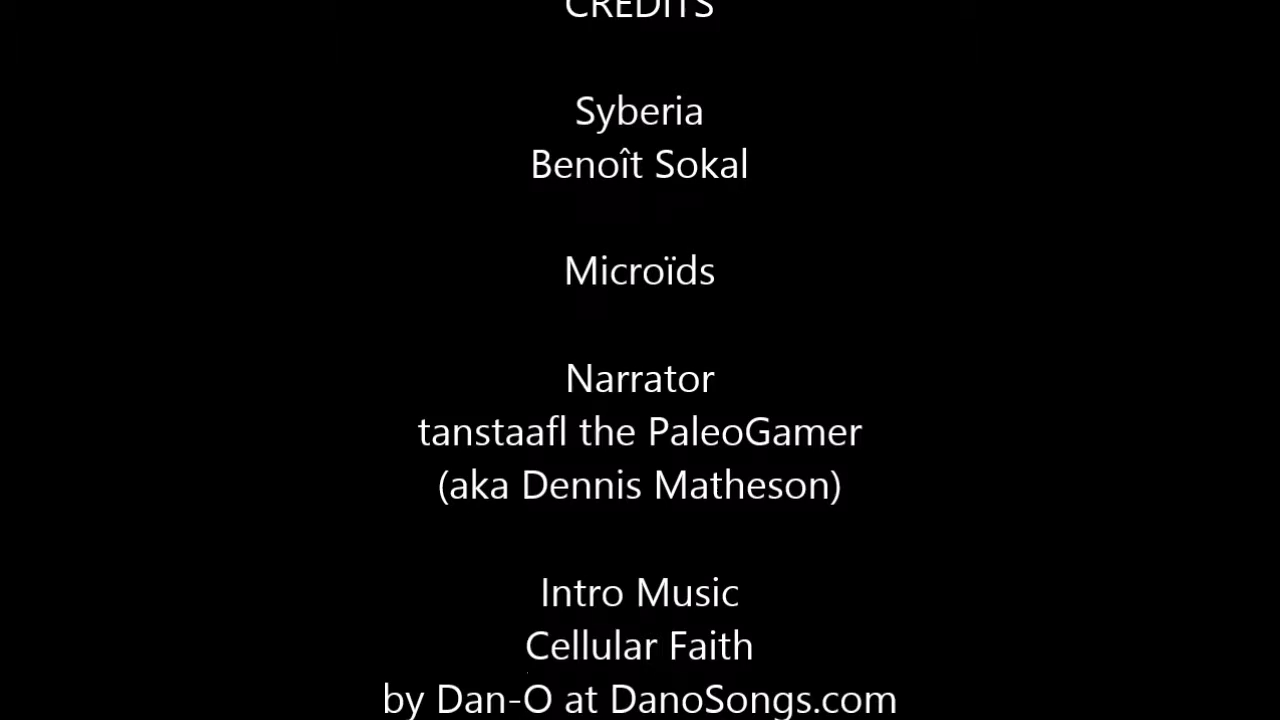 CREDITS
Syberia
Benoît Sokal
Microïds
Narrator
tanstaafl the PaleoGamer
(aka Dennis Matheson)
Intro Music
Cellular Faith
by Dan-O at DanoSongs.com